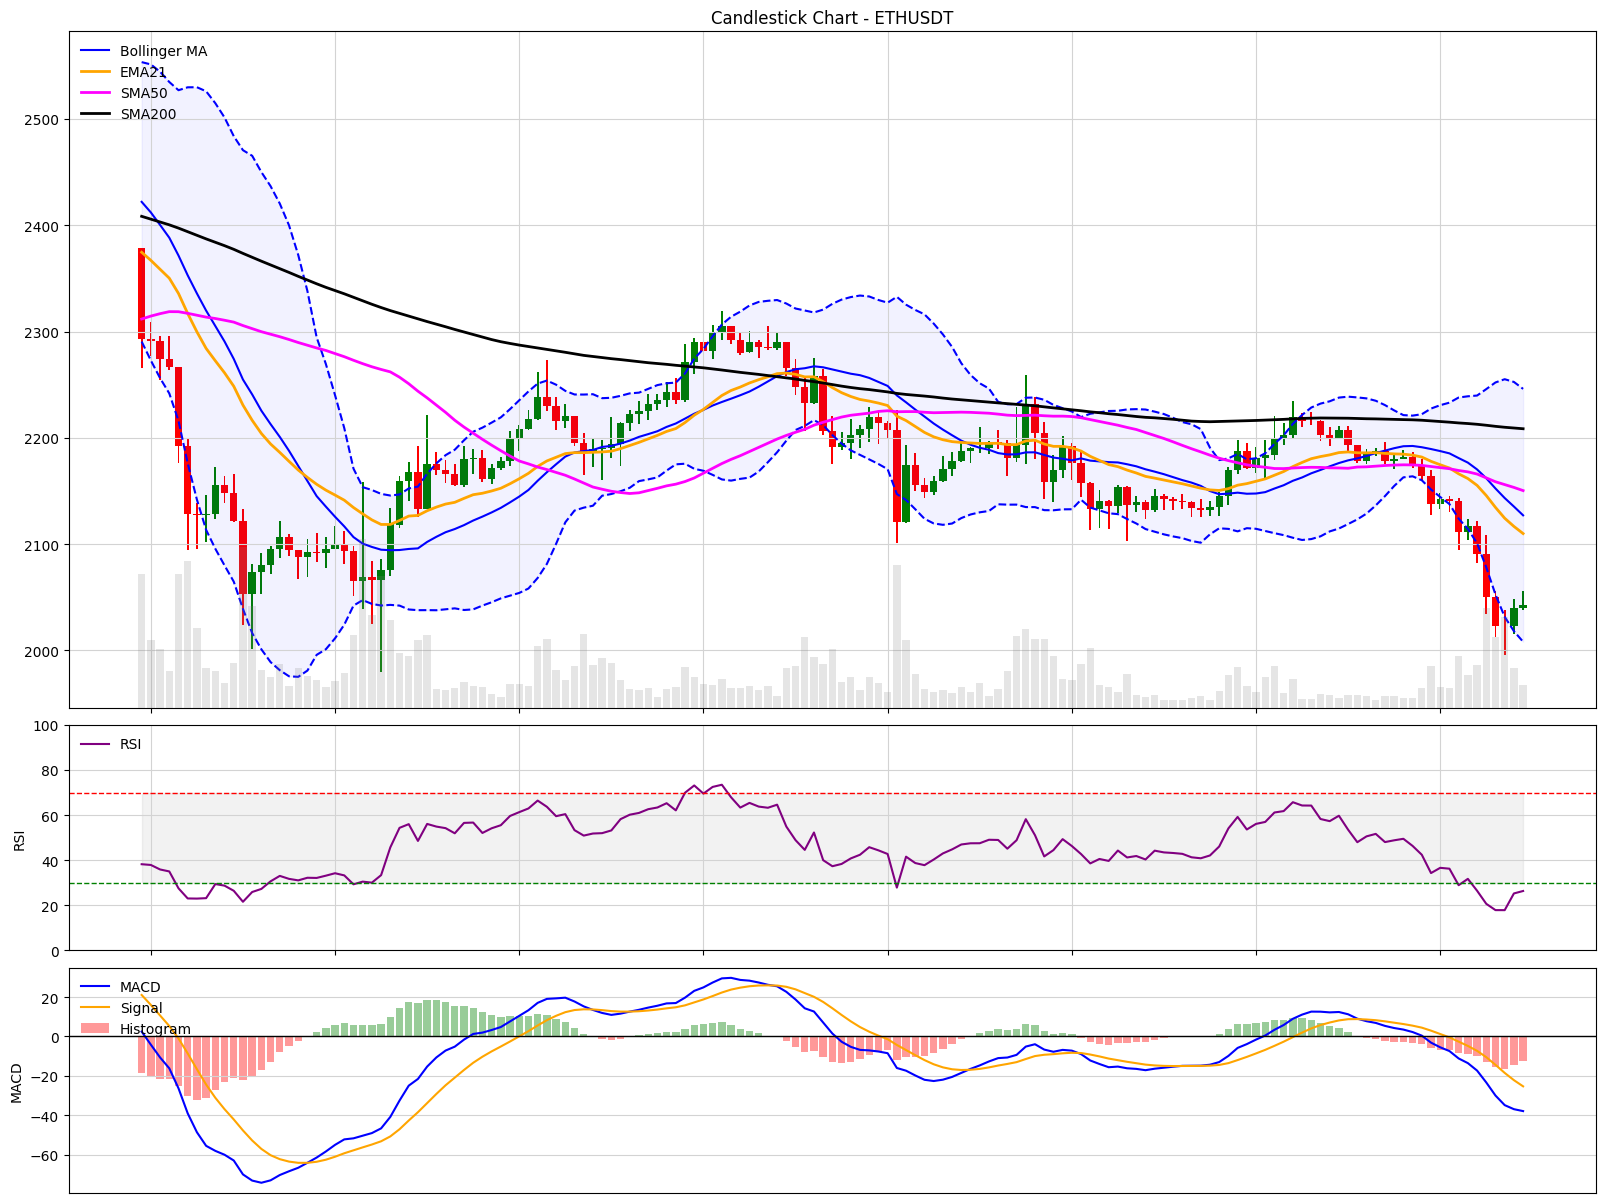 Candlestick Chart - ETHUSDT
Bollinger MA
EMA21
SMA50
SMA200
2500
2400
2300
2200
2100
2000
RSI
100
80
60
40
20
0
RSI
MACD
Signal
Histogram
20
0
−20
−40
−60
MACD